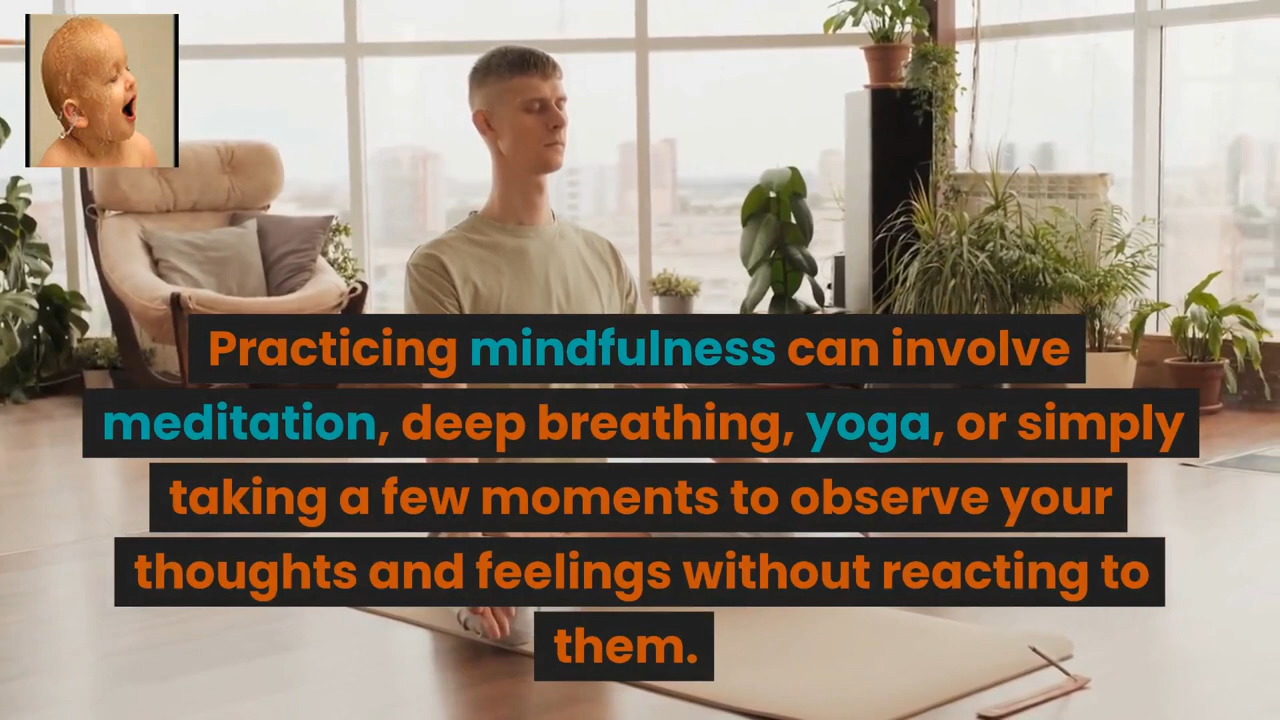 Practicing mindfulness can involve
meditation, deep breathing, yoga, or simply
taking a few moments to observe your
thoughts and feelings without reacting to
them.